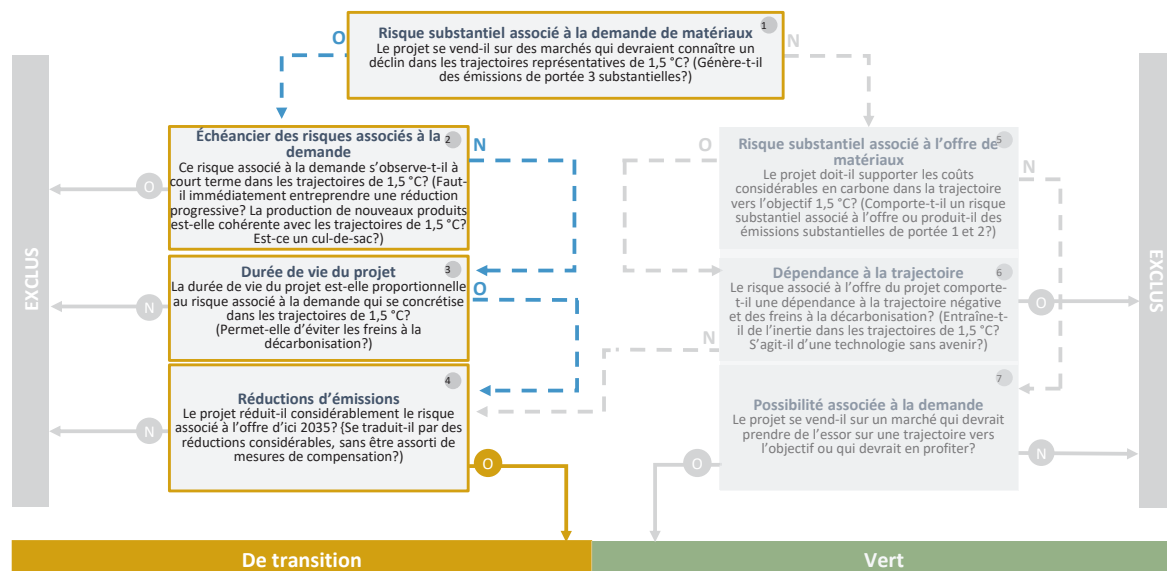 1
Risque substantiel associé à la demande de matériaux
Le projet se vend-il sur des marchés qui devraient connaître un
déclin dans les trajectoires représentatives de 1,5 °C? (Génère-t-il
des émissions de portée 3 substantielles?)
O
N
EXCLUS
2
Échéancier des risques associés à la
demande
Ce risque associé à la demande s’observe-t-il à
court terme dans les trajectoires de 1,5 °C? (Faut-
il immédiatement entreprendre une réduction
progressive? La production de nouveaux produits
est-elle cohérente avec les trajectoires de 1,5 °C?
Est-ce un cul-de-sac?)
O
N
3
Durée de vie du projet
La durée de vie du projet est-elle proportionnelle
au risque associé à la demande qui se concrétise
dans les trajectoires de 1,5 °C?
(Permet-elle d’éviter les freins à la
décarbonisation?)
N
O
4
Réductions d’émissions
Le projet réduit-il considérablement le risque
associé à l’offre d’ici 2035? {Se traduit-il par des
réductions considérables, sans être assorti de
mesures de compensation?)
N
O
5
Risque substantiel associé à l’offre de
matériaux
Le projet doit-il supporter les coûts
considérables en carbone dans la trajectoire
vers l’objectif 1,5 °C? (Comporte-t-il un risque
substantiel associé à l’offre ou produit-il des
émissions substantielles de portée 1 et 2?)
O
N
6
Dépendance à la trajectoire
Le risque associé à l’offre du projet comporte-
t-il une dépendance à la trajectoire négative
et des freins à la décarbonisation? (Entraîne-t-
il de l’inertie dans les trajectoires de 1,5 °C?
S’agit-il d’une technologie sans avenir?)
N
O
7
Possibilité associée à la demande
Le projet se vend-il sur un marché qui devrait
prendre de l’essor sur une trajectoire vers
l’objectif ou qui devrait en profiter?
O
N
EXCLUS
De transition
Vert